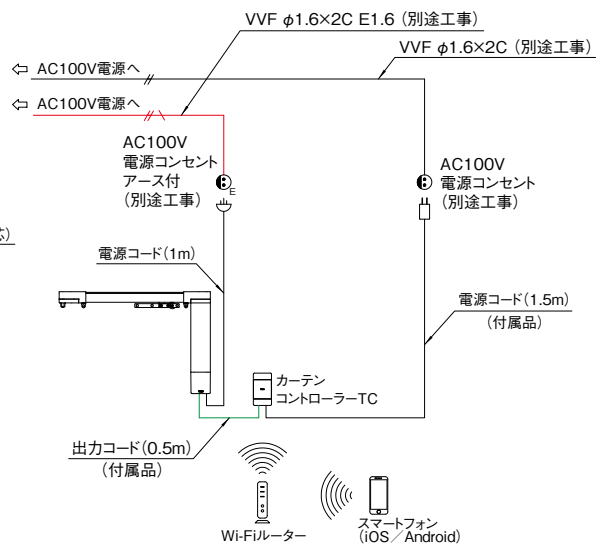 VVF φ1.6×2C E1.6 (別途工事)
VVF φ1.6×2C (別途工事)
⇦ AC100V電源へ
⇦ AC100V電源へ
AC100V
電源コンセント
アース付
(別途工事)
E
AC100V
電源コンセント
(別途工事)
芯)
電源コード(1m)
電源コード(1.5m)
(付属品)
カーテン
コントローラーTC
出力コード(0.5m)
(付属品)
Wi-Fiルーター
スマートフォン
(iOS/Android)